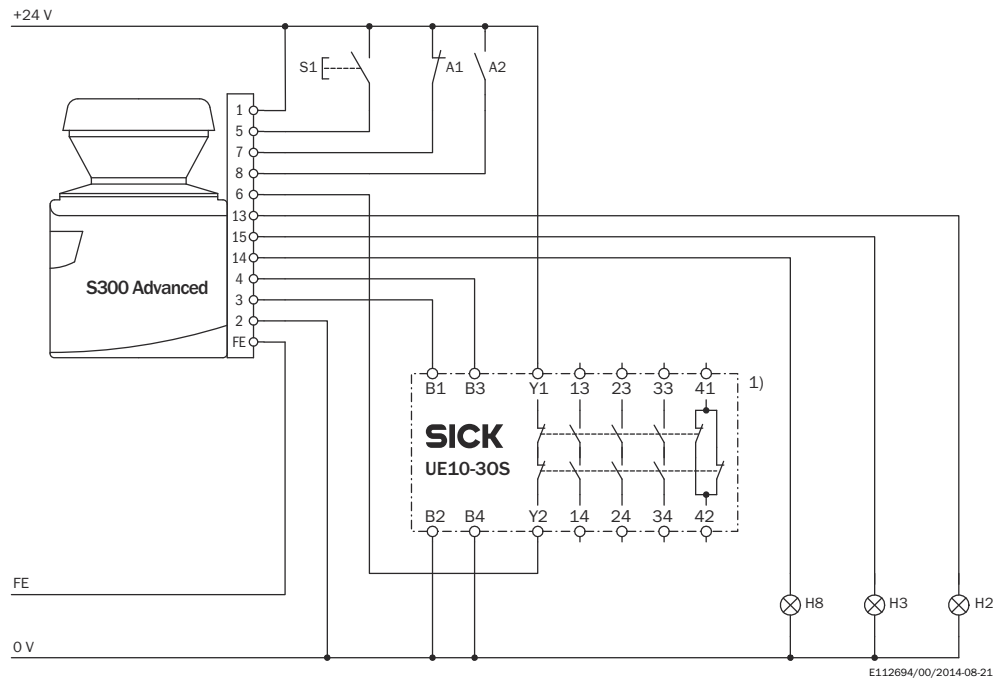 +24 V
S1
A1
A2
1
5
7
8
6
13
15
14
4
3
2
FE
S300 Advanced
B1 B3 Y1 13 23 33 41
1)
SICK
UE10-30S
B2 B4 Y2 14 24 34 42
FE
H8
H3
H2
0 V
E112694/00/2014-08-21